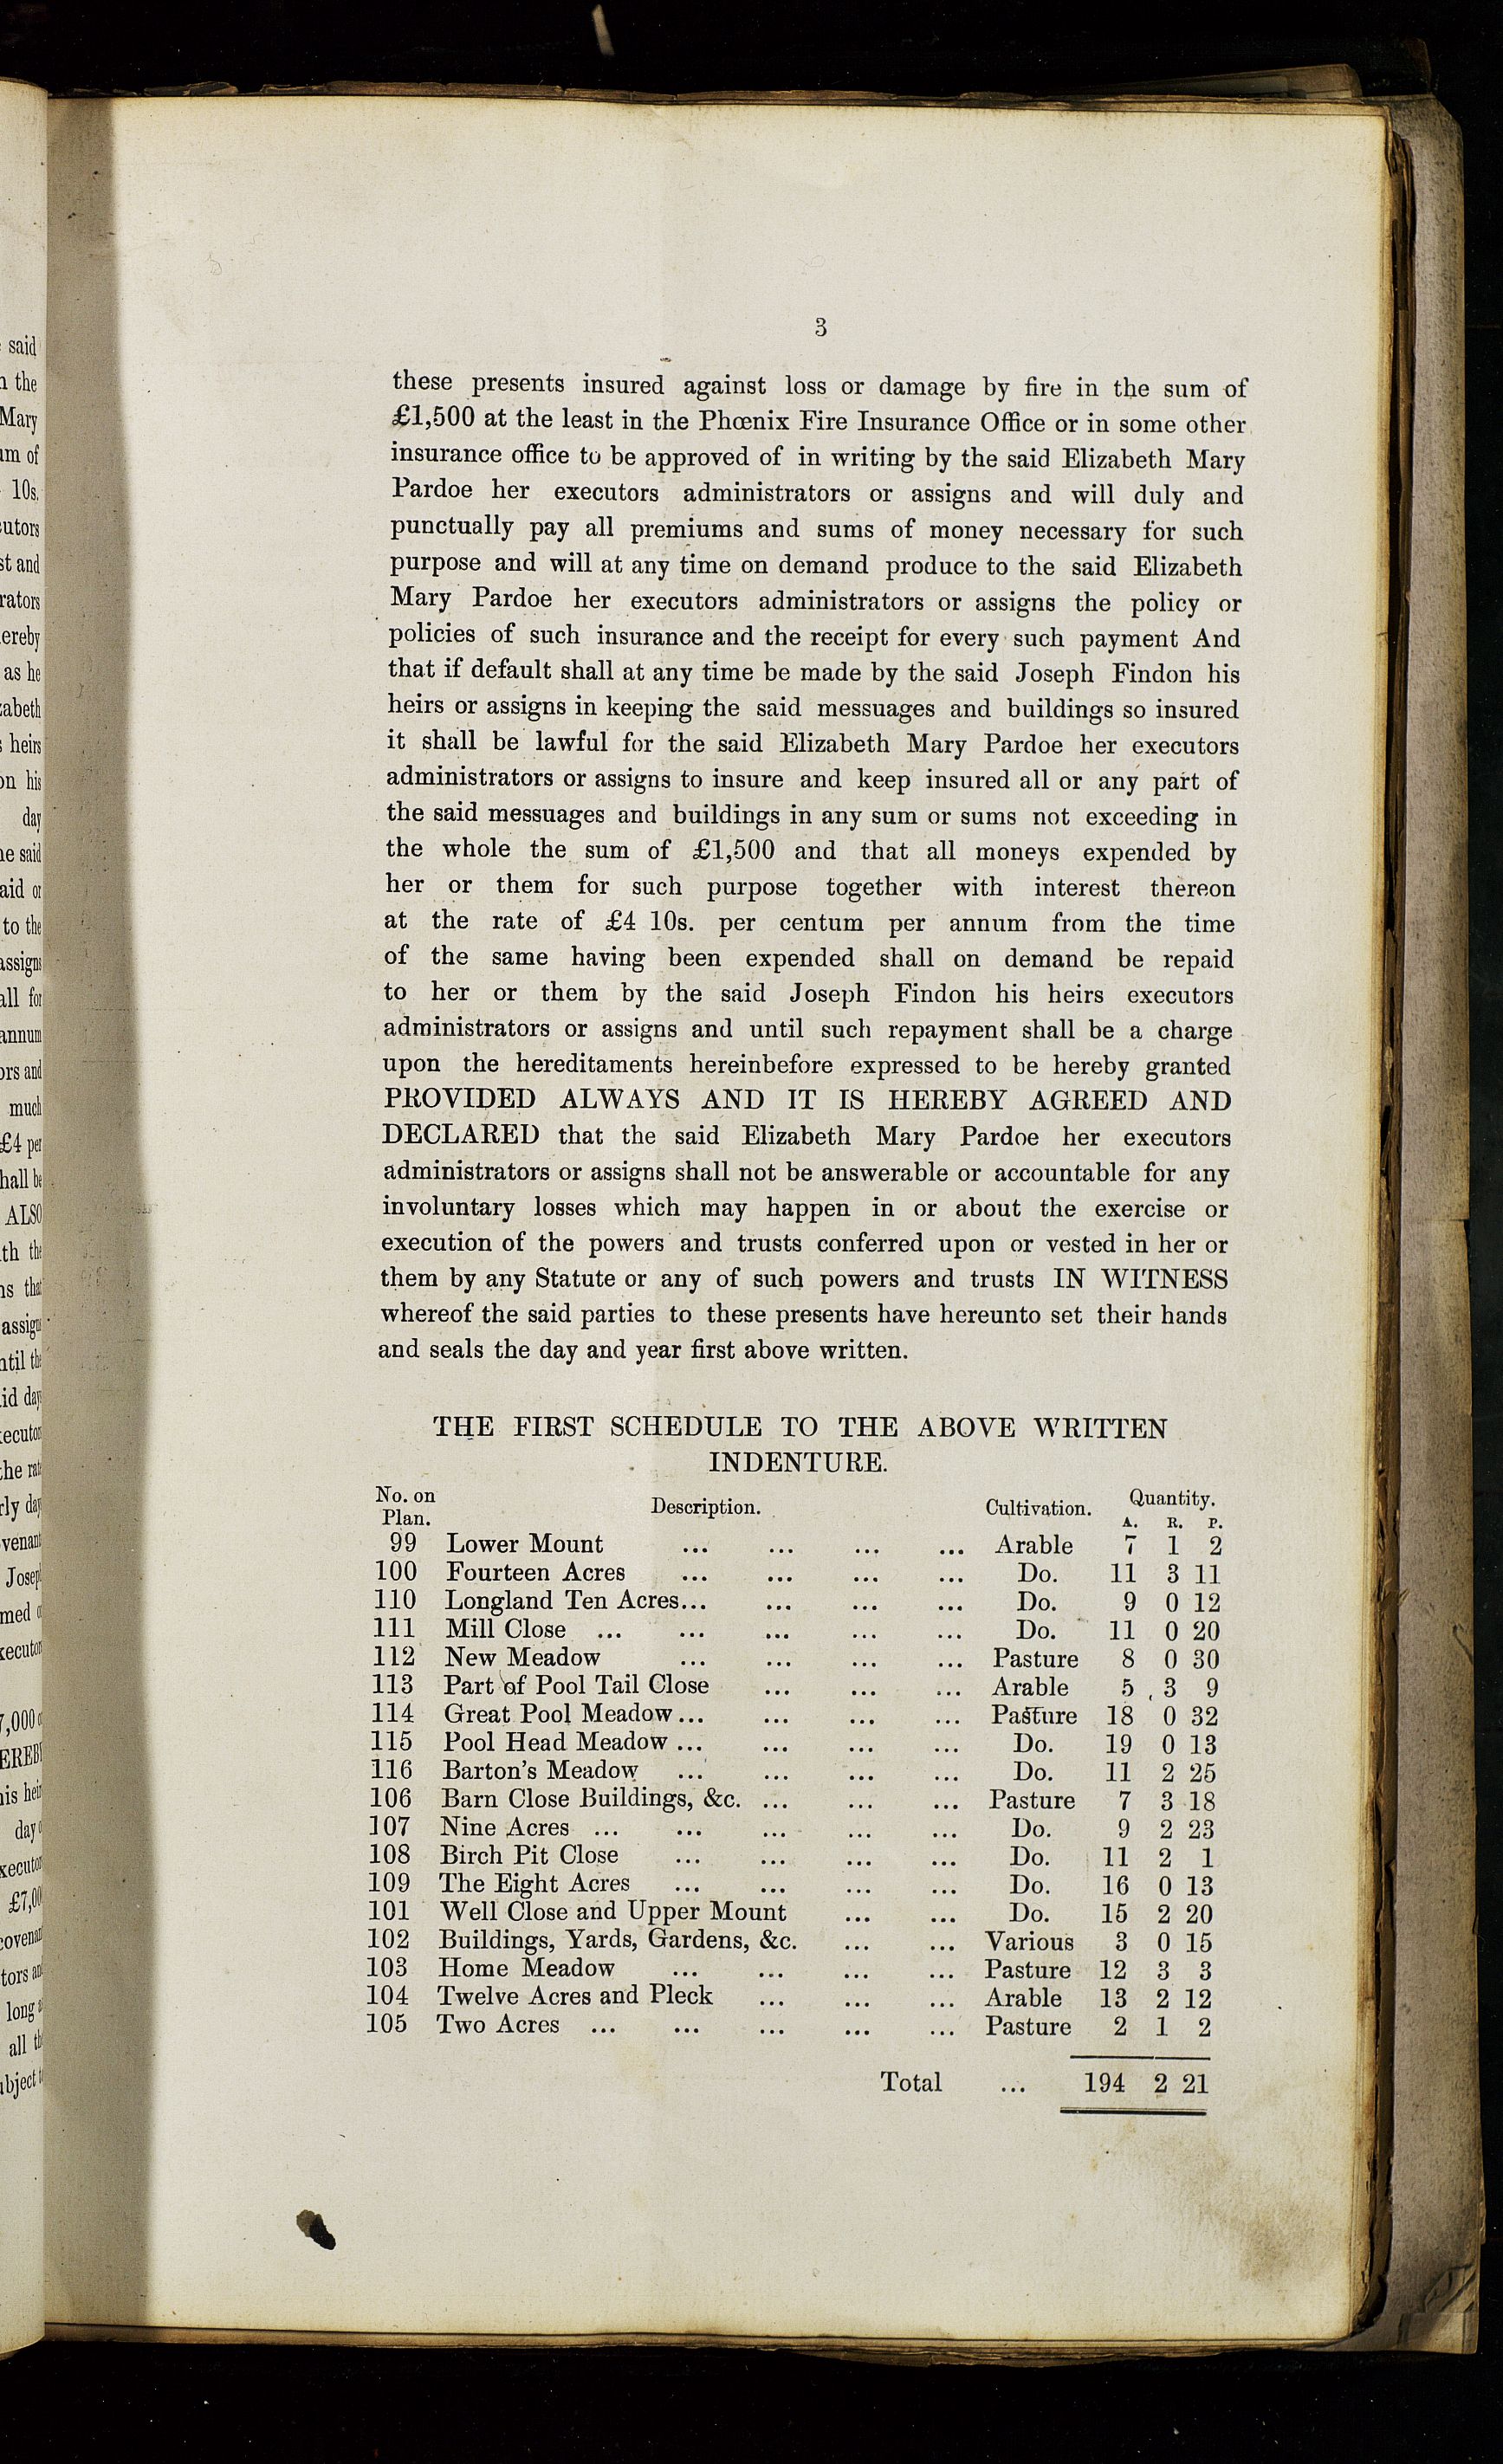 3
these presents insured against loss or damage by fire in the sum of
£1,500 at the least in the Phœnix Fire Insurance Office or in some other
insurance office to be approved of in writing by the said Elizabeth Mary
Pardoe her executors administrators or assigns and will duly and
punctually pay all premiums and sums of money necessary for such
purpose and will at any time on demand produce to the said Elizabeth
Mary Pardoe her executors administrators or assigns the policy or
policies of such insurance and the receipt for every such payment And
that if default shall at any time be made by the said Joseph Findon his
heirs or assigns in keeping the said messuages and buildings so insured
it shall be lawful for the said Elizabeth Mary Pardoe her executors
administrators or assigns to insure and keep insured all or any part of
the said messuages and buildings in any sum or sums not exceeding in
the whole the sum of £1,500 and that all moneys expended by
her or them for such purpose together with interest thereon
at the rate of £4 10s. per centum per annum from the time
of the same having been expended shall on demand be repaid
to her or them by the said Joseph Findon his heirs executors
administrators or assigns and until such repayment shall be a charge
upon the hereditaments hereinbefore expressed to be hereby granted
PROVIDED ALWAYS AND IT IS HEREBY AGREED AND
DECLARED that the said Elizabeth Mary Pardoe her executors
administrators or assigns shall not be answerable or accountable for any
involuntary losses which may happen in or about the exercise or
execution of the powers and trusts conferred upon or vested in her or
them by any Statute or any of such powers and trusts IN WITNESS
whereof the said parties to these presents have hereunto set their hands
and seals the day and year first above written.
THE FIRST SCHEDULE TO THE ABOVE WRITTEN
INDENTURE.
No. on Plan. Description. Cultivation. Quantity.
A. R. P.
99 Lower Mount ... ... ... ... Arable 7 1 2
100 Fourteen Acres ... ... ... ... Do. 11 3 11
110 Longland Ten Acres... ... ... ... Do. 9 0 12
111 Mill Close ... ... ... ... ... Do. 11 0 20
112 New Meadow ... ... ... ... Pasture 8 0 30
113 Part of Pool Tail Close ... ... ... Arable 5 3 9
114 Great Pool Meadow... ... ... ... Pasture 18 0 32
115 Pool Head Meadow ... ... ... ... Do. 19 0 13
116 Barton's Meadow ... ... ... ... Do. 11 2 25
106 Barn Close Buildings, &c. ... ... ... Pasture 7 3 18
107 Nine Acres ... ... ... ... ... Do. 9 2 23
108 Birch Pit Close ... ... ... ... Do. 11 2 1
109 The Eight Acres ... ... ... ... Do. 16 0 13
101 Well Close and Upper Mount ... ... Do. 15 2 20
102 Buildings, Yards, Gardens, &c. ... ... Various 3 0 15
103 Home Meadow ... ... ... ... Pasture 12 3 3
104 Twelve Acres and Pleck ... ... ... Arable 13 2 12
105 Two Acres ... ... ... ... ... Pasture 2 1 2
Total ... 194 2 21